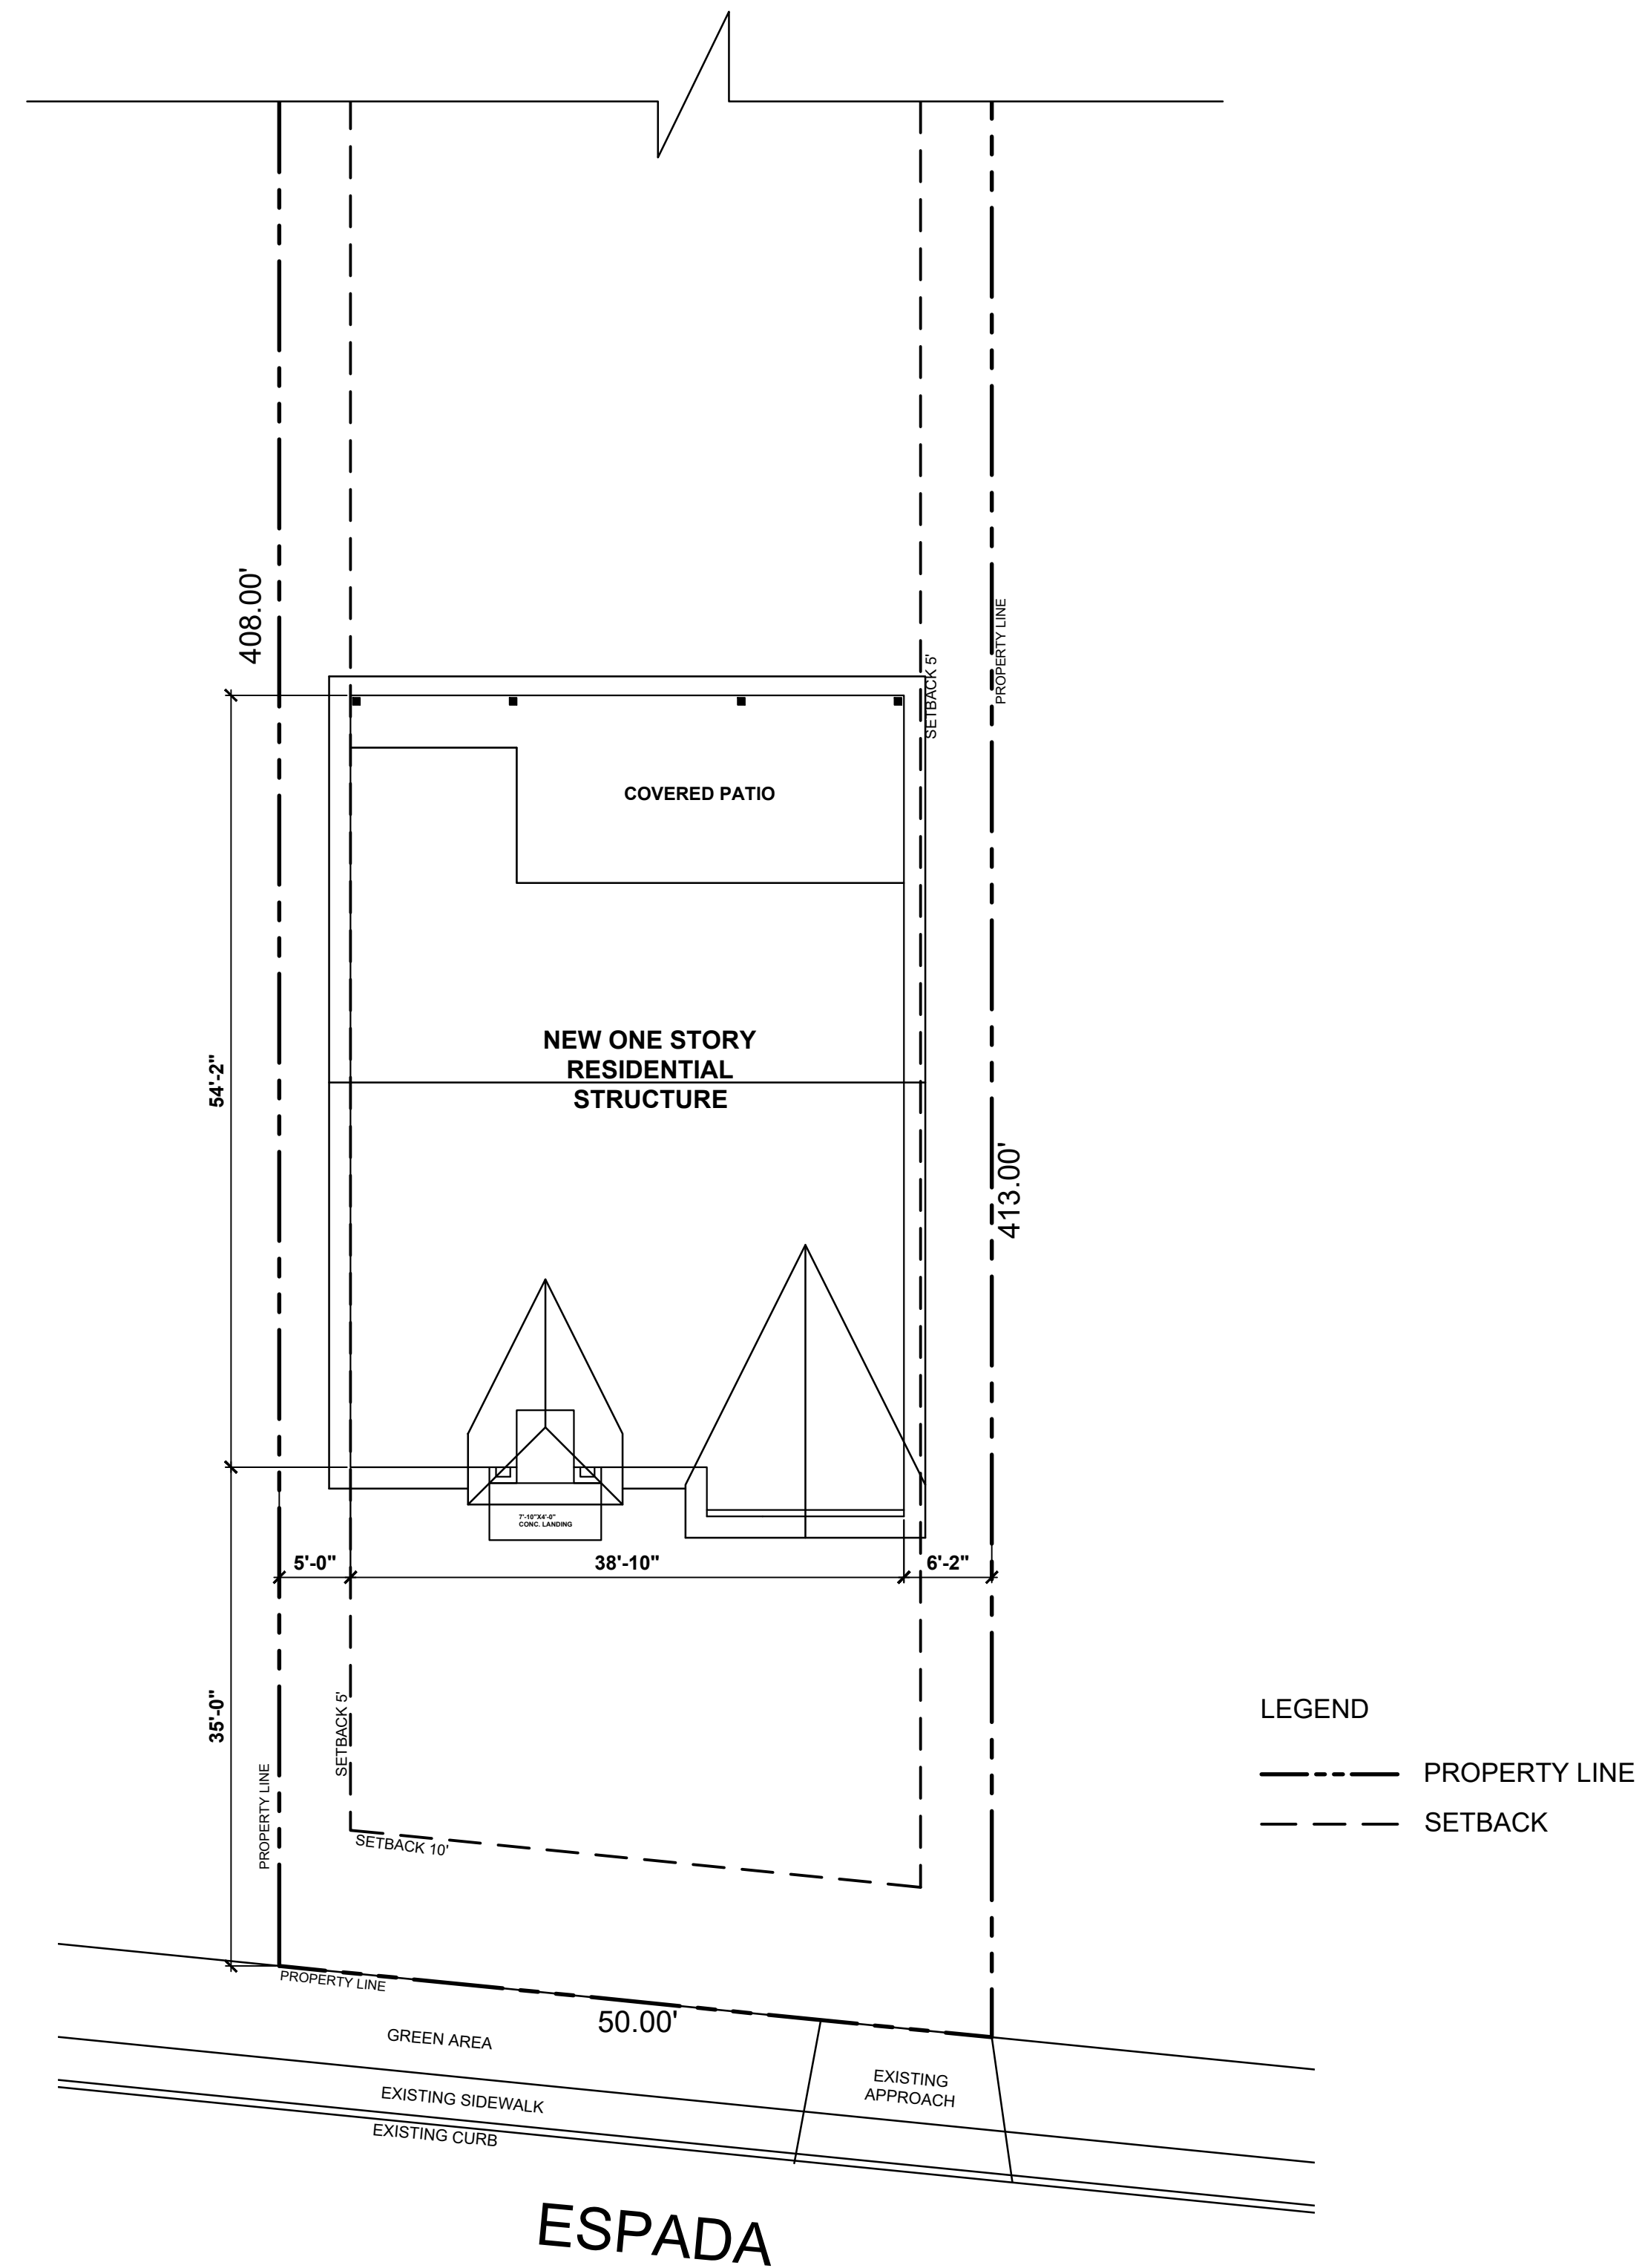 408.00'
PROPERTY LINE
SETBACK 5'
COVERED PATIO
NEW ONE STORY
RESIDENTIAL
STRUCTURE
54'-2"
413.00'
7'-10"X4'-0"
CONC. LANDING
5'-0"
38'-10"
6'-2"
35'-0"
SETBACK 5'
PROPERTY LINE
SETBACK 10'
LEGEND
PROPERTY LINE
SETBACK
PROPERTY LINE
50.00'
GREEN AREA
EXISTING
APPROACH
EXISTING SIDEWALK
EXISTING CURB
ESPADA